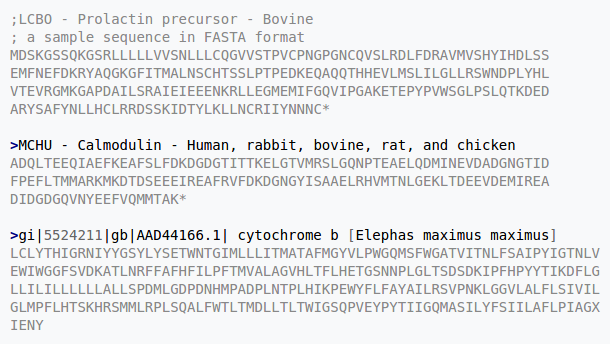 ;LCBO - Prolactin precursor - Bovine
; a sample sequence in FASTA format
MDSKGSSQKGSRLLLLLVVSNLLLCQGVVSTPVCPNGPGNCQVSLRDLFDRAVMVSHYIHDLSS
EMFNEFDKRYAQGKGFITMALNSCHTSSLPTPEDKEQAQQTHHEVLMSLILGLLRSWNDPLYHL
VTEVRGMKGAPDAILSRAIEIEEENKRLLEGMEMIFGQVIPGAKETEPYPVWSGLPSLQTKDED
ARYSAFYNLLHCLRRDSSKIDTYLKLLNCRIIYNNNC*
>MCHU - Calmodulin - Human, rabbit, bovine, rat, and chicken
ADQLTEEQIAEFKEAFSLFDKDGDGTITTKELGTVMRSLGQNPTEAELQDMINEVDADGNGTID
FPEFLTMMARKMKDTDSEEEIREAFRVFDKDGNGYISAAELRHVMTNLGEKLTDEEVDEMIREA
DIDGDGQVNYEEFVQMMTAK*
>gi|5524211|gb|AAD44166.1| cytochrome b [Elephas maximus maximus]
LCLYTHIGRNIYYGSYLYSETWNTGIMLLLITMATAFMGYVLPWGQMSFWGATVITNLFSAIPYIGTNLV
EWIWGGFSVDKATLNRFFAFHFILPFTMVALAGVHLTFLHETGSNNPLGLTSDSDKIPFHPYYTIKDFLG
LLILILLLLLLALLSPDMLGDPDNHMPADPLNTPLHIKPEWYFLFAYAILRSVPNKLGGVLALFLSIVIL
GLMPFLHTSKHRSMMLRPLSQALFWTLTMDLLTLTWIGSQPVEYPYTIIGQMASILYFSIILAFLPIAGX
IENY